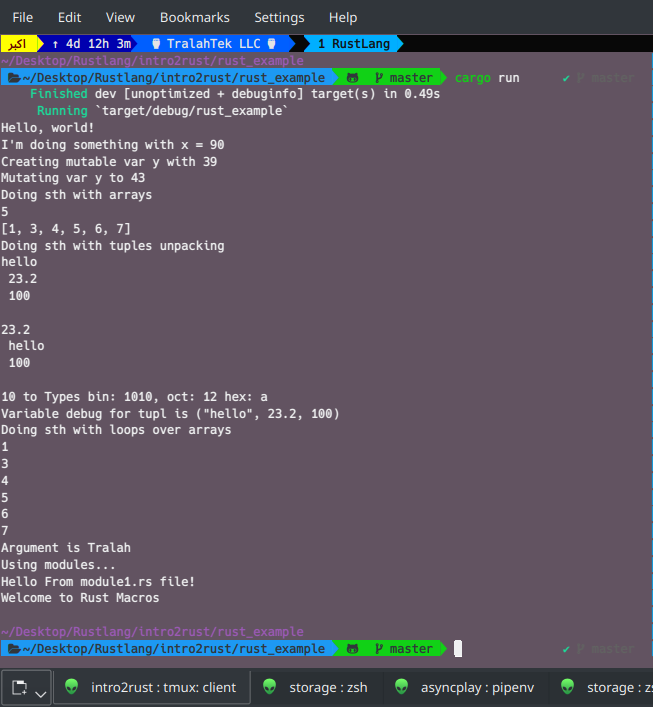 File Edit View Bookmarks Settings Help
اکبر ↑ 4d 12h 3m TralahTek LLC 1 RustLang
~/Desktop/Rustlang/intro2rust/rust_example
~/Desktop/Rustlang/intro2rust/rust_example master cargo run ✔ master
Finished dev [unoptimized + debuginfo] target(s) in 0.49s
Running `target/debug/rust_example`
Hello, world!
I'm doing something with x = 90
Creating mutable var y with 39
Mutating var y to 43
Doing sth with arrays
5
[1, 3, 4, 5, 6, 7]
Doing sth with tuples unpacking
hello
23.2
100
23.2
hello
100
10 to Types bin: 1010, oct: 12 hex: a
Variable debug for tupl is ("hello", 23.2, 100)
Doing sth with loops over arrays
1
3
4
5
6
7
Argument is Tralah
Using modules...
Hello From module1.rs file!
Welcome to Rust Macros
~/Desktop/Rustlang/intro2rust/rust_example
~/Desktop/Rustlang/intro2rust/rust_example master ✔ master
intro2rust : tmux: client storage : zsh asyncplay : pipenv storage : zs